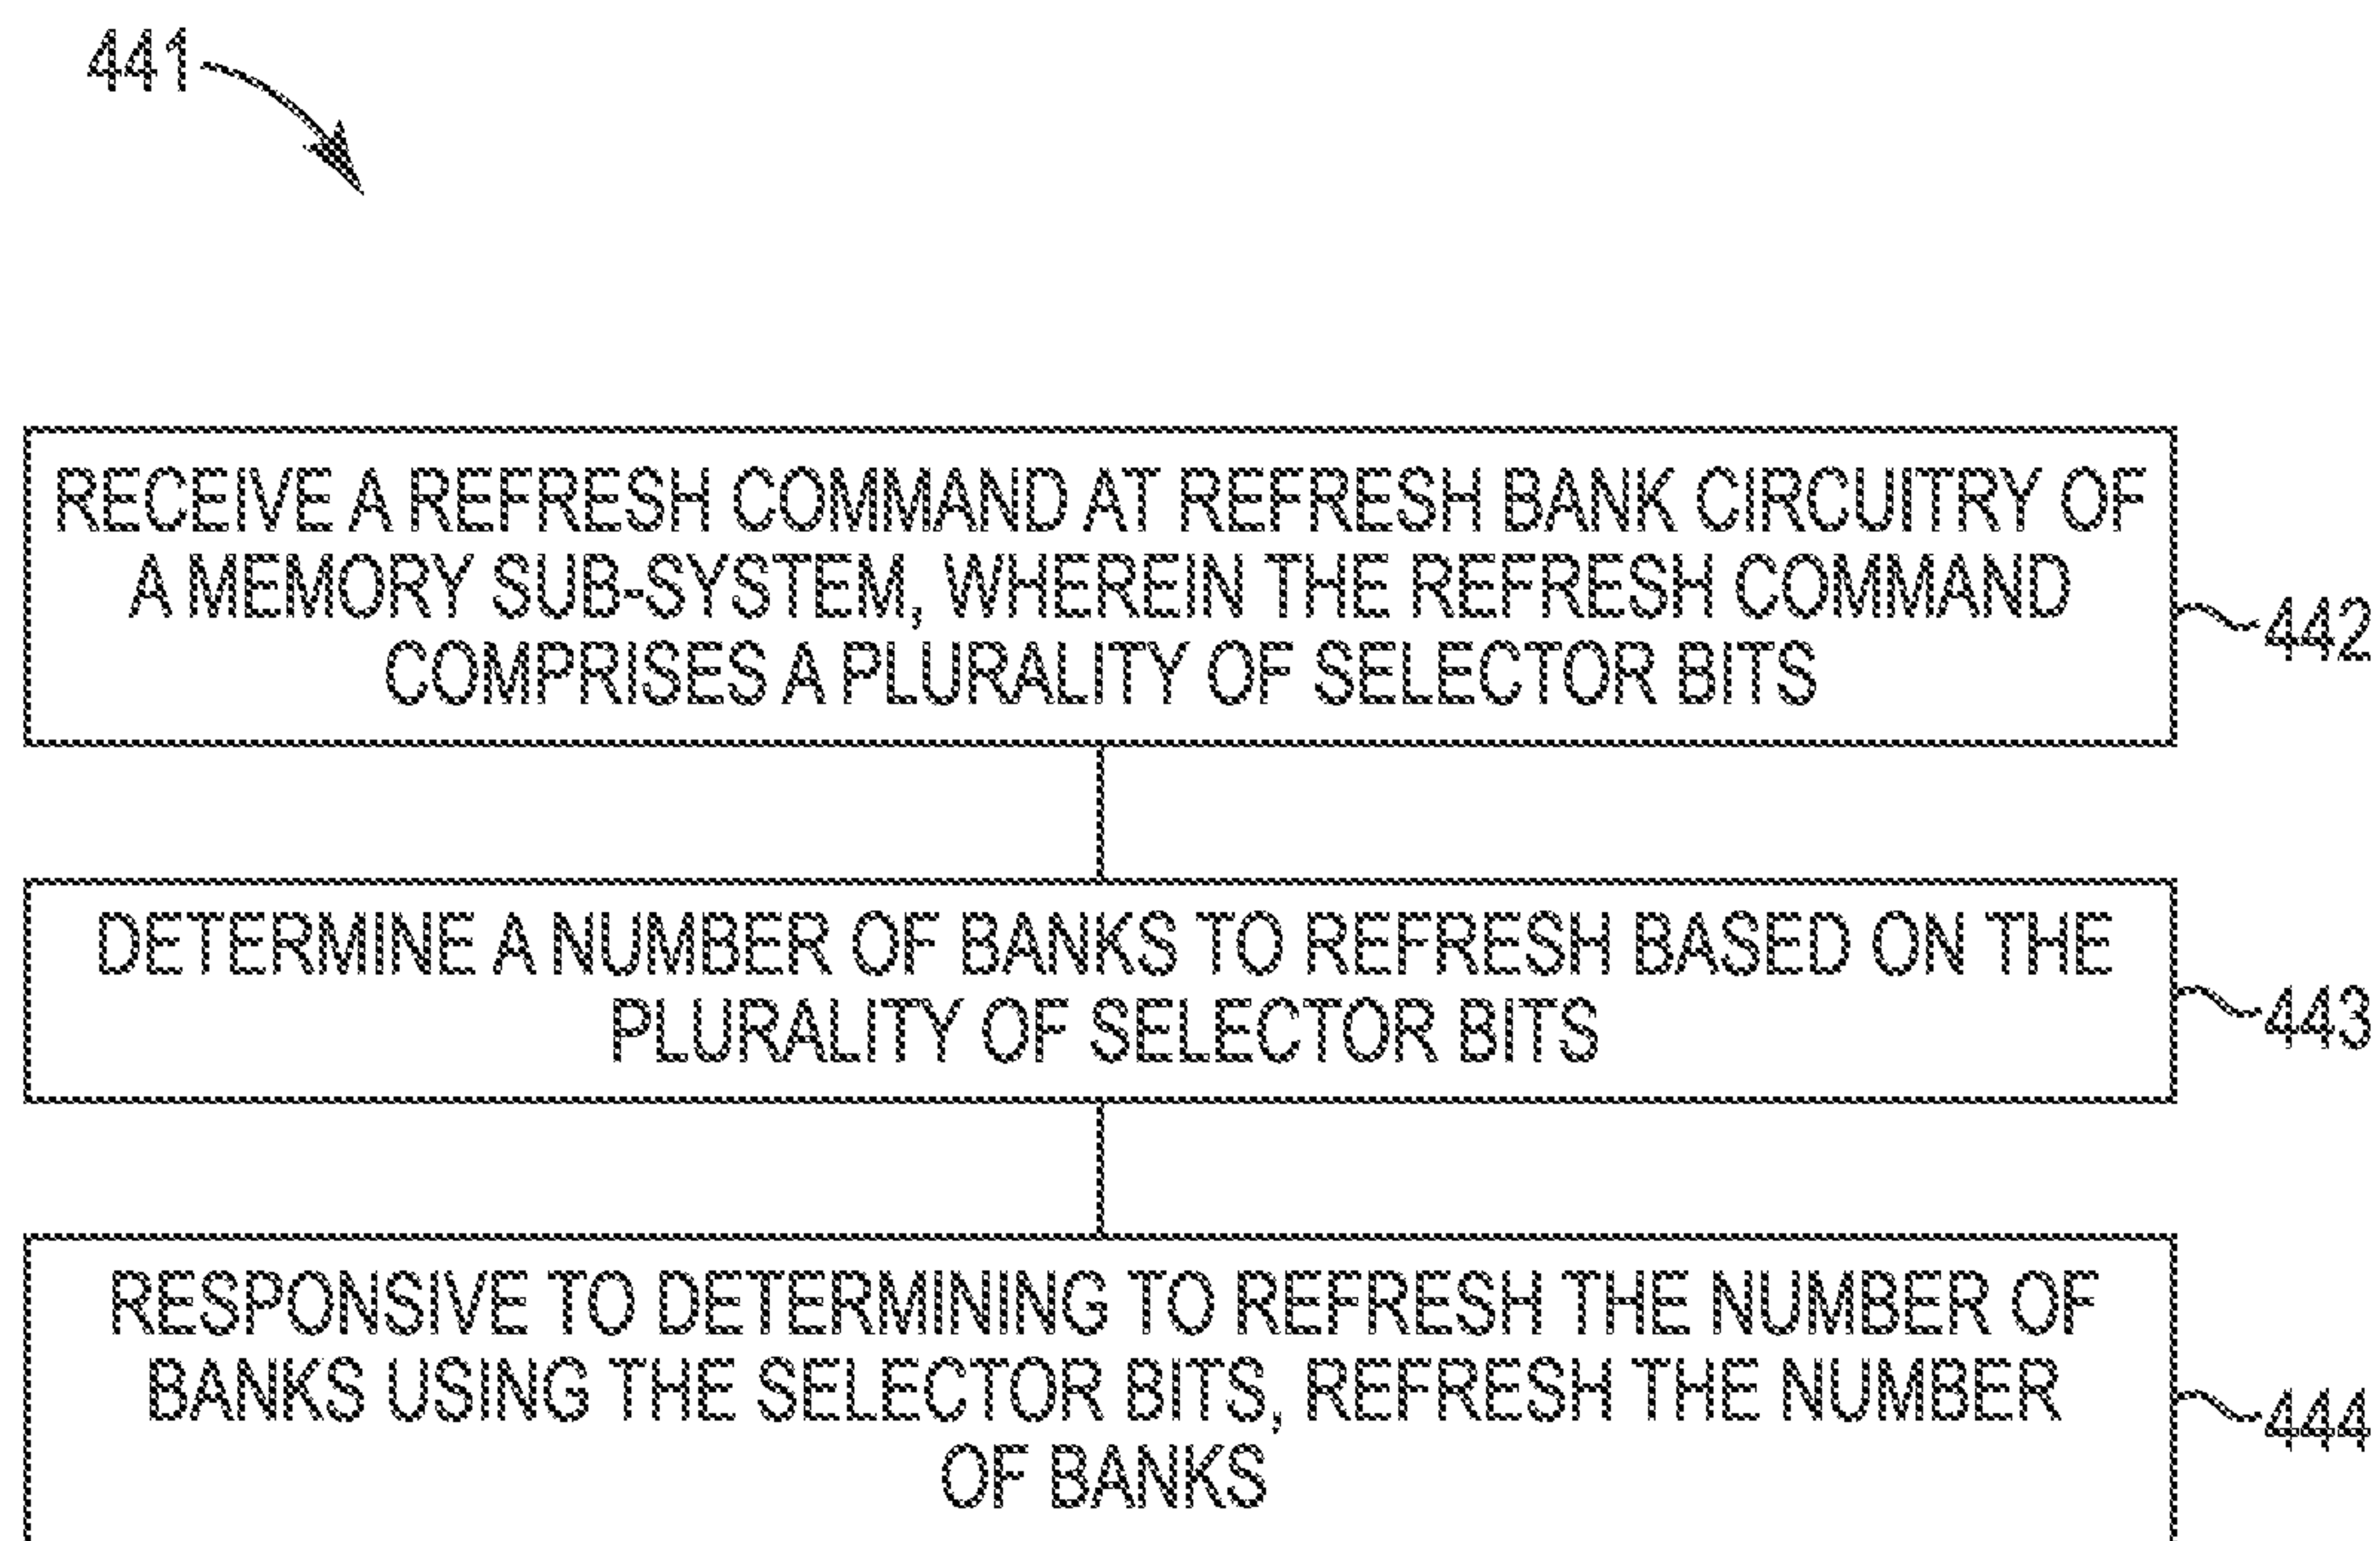 441
RECEIVE A REFRESH COMMAND AT REFRESH BANK CIRCUITRY OF
A MEMORY SUB-SYSTEM, WHEREIN THE REFRESH COMMAND
COMPRISES A PLURALITY OF SELECTOR BITS
442
DETERMINE A NUMBER OF BANKS TO REFRESH BASED ON THE
PLURALITY OF SELECTOR BITS
443
RESPONSIVE TO DETERMINING TO REFRESH THE NUMBER OF
BANKS USING THE SELECTOR BITS, REFRESH THE NUMBER
OF BANKS
444